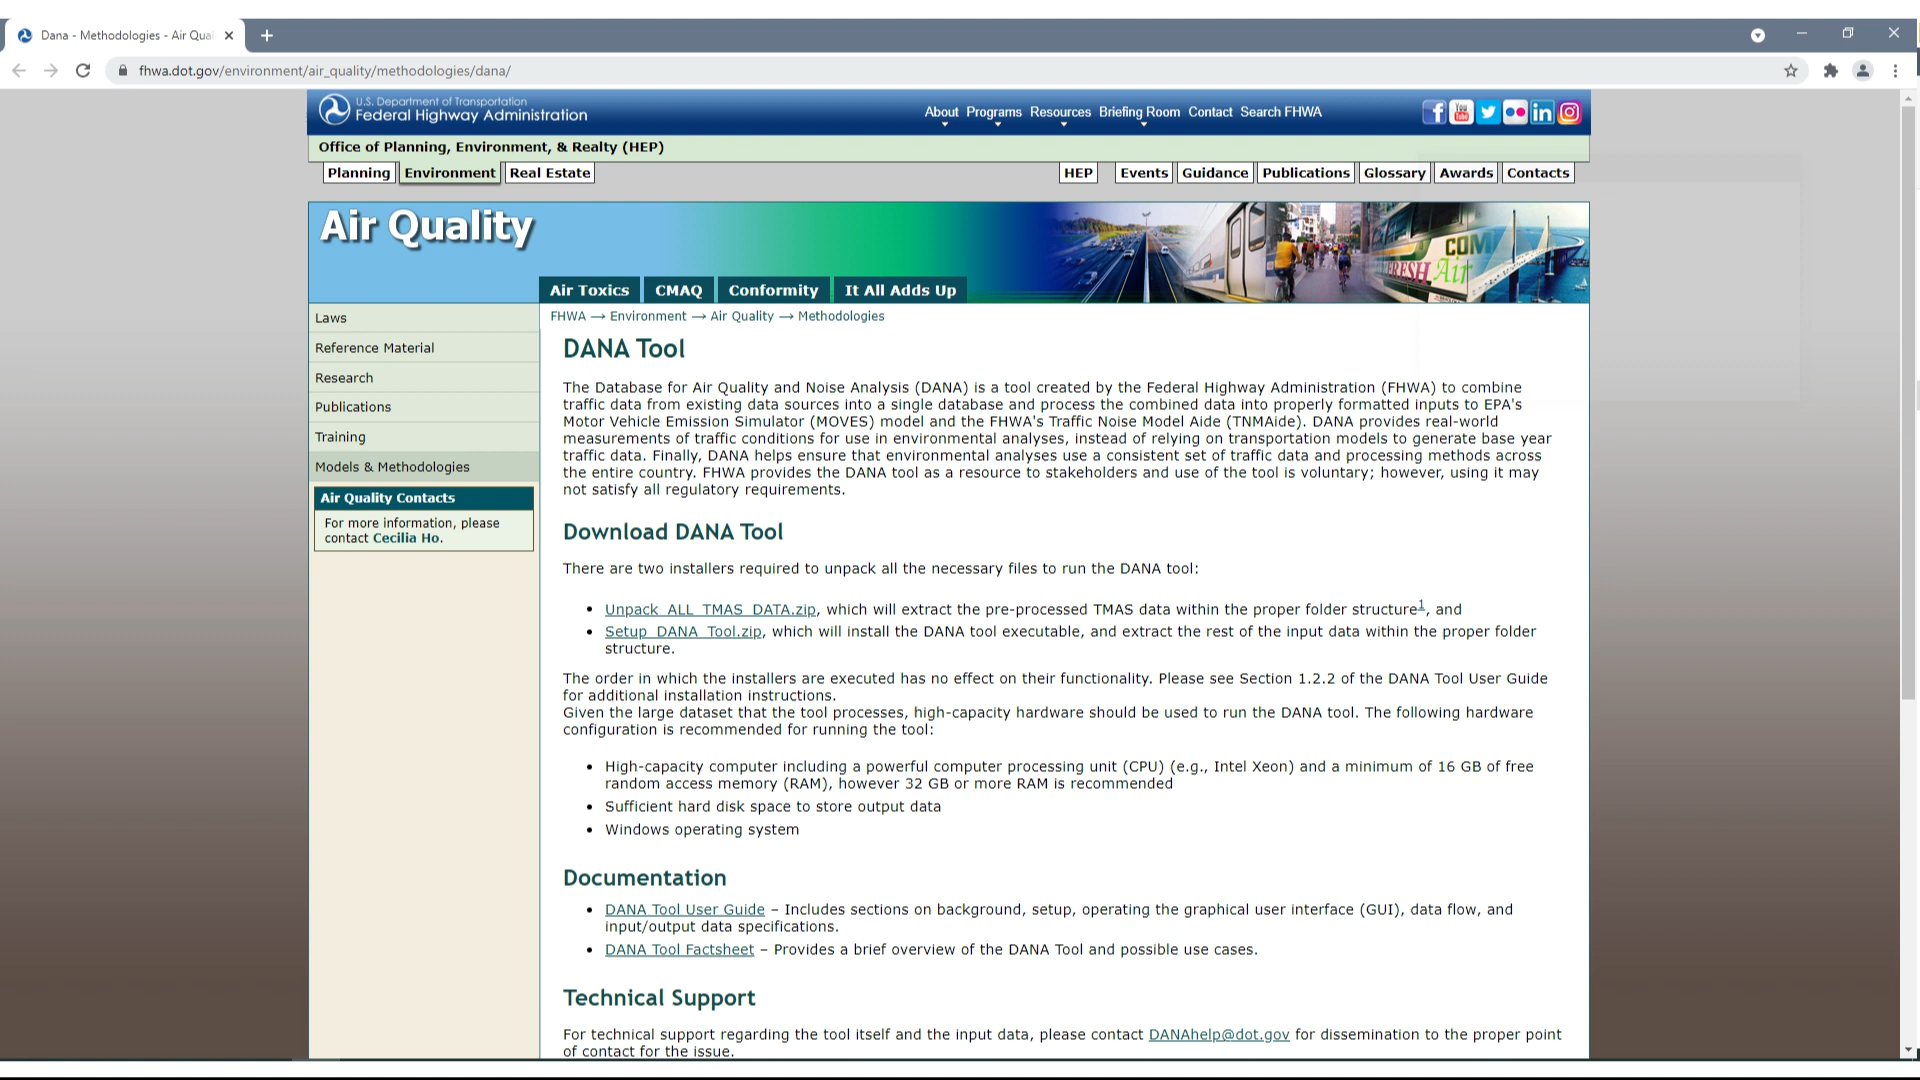 Dana - Methodologies - Air Qual
fhwa.dot.gov/environment/air_quality/methodologies/dana/
U.S. Department of Transportation
Federal Highway Administration
About Programs Resources Briefing Room Contact Search FHWA
Office of Planning, Environment, & Realty (HEP)
Planning Environment Real Estate
HEP Events Guidance Publications Glossary Awards Contacts
Air Quality
COM
FRESH Air
Air Toxics CMAQ Conformity It All Adds Up
Laws
Reference Material
Research
Publications
Training
Models & Methodologies
Air Quality Contacts
For more information, please
contact Cecilia Ho.
FHWA → Environment → Air Quality → Methodologies
DANA Tool
The Database for Air Quality and Noise Analysis (DANA) is a tool created by the Federal Highway Administration (FHWA) to combine
traffic data from existing data sources into a single database and process the combined data into properly formatted inputs to EPA's
Motor Vehicle Emission Simulator (MOVES) model and the FHWA's Traffic Noise Model Aide (TNMAide). DANA provides real-world
measurements of traffic conditions for use in environmental analyses, instead of relying on transportation models to generate base year
traffic data. Finally, DANA helps ensure that environmental analyses use a consistent set of traffic data and processing methods across
the entire country. FHWA provides the DANA tool as a resource to stakeholders and use of the tool is voluntary; however, using it may
not satisfy all regulatory requirements.
Download DANA Tool
There are two installers required to unpack all the necessary files to run the DANA tool:
• Unpack_ALL_TMAS_DATA.zip, which will extract the pre-processed TMAS data within the proper folder structure1, and
• Setup_DANA_Tool.zip, which will install the DANA tool executable, and extract the rest of the input data within the proper folder
structure.
The order in which the installers are executed has no effect on their functionality. Please see Section 1.2.2 of the DANA Tool User Guide
for additional installation instructions.
Given the large dataset that the tool processes, high-capacity hardware should be used to run the DANA tool. The following hardware
configuration is recommended for running the tool:
• High-capacity computer including a powerful computer processing unit (CPU) (e.g., Intel Xeon) and a minimum of 16 GB of free
random access memory (RAM), however 32 GB or more RAM is recommended
• Sufficient hard disk space to store output data
• Windows operating system
Documentation
• DANA Tool User Guide – Includes sections on background, setup, operating the graphical user interface (GUI), data flow, and
input/output data specifications.
• DANA Tool Factsheet – Provides a brief overview of the DANA Tool and possible use cases.
Technical Support
For technical support regarding the tool itself and the input data, please contact DANAhelp@dot.gov for dissemination to the proper point
of contact for the issue.